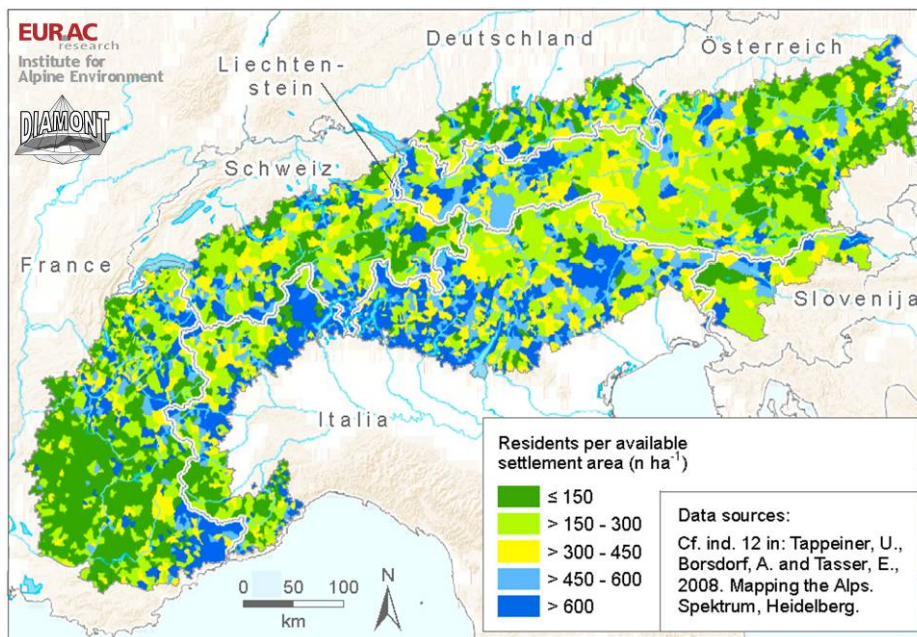 EURAC
research
Institute for
Alpine Environment
DIAMONT
Deutschland
Österreich
Liechten-
stein
Schweiz
France
Slovenija
Italia
Residents per available
settlement area (n ha⁻¹)
≤ 150
> 150 - 300
> 300 - 450
> 450 - 600
> 600
Data sources:
Cf. ind. 12 in: Tappeiner, U.,
Borsdorf, A. and Tasser, E.,
2008. Mapping the Alps.
Spektrum, Heidelberg.
0 50 100
km
N